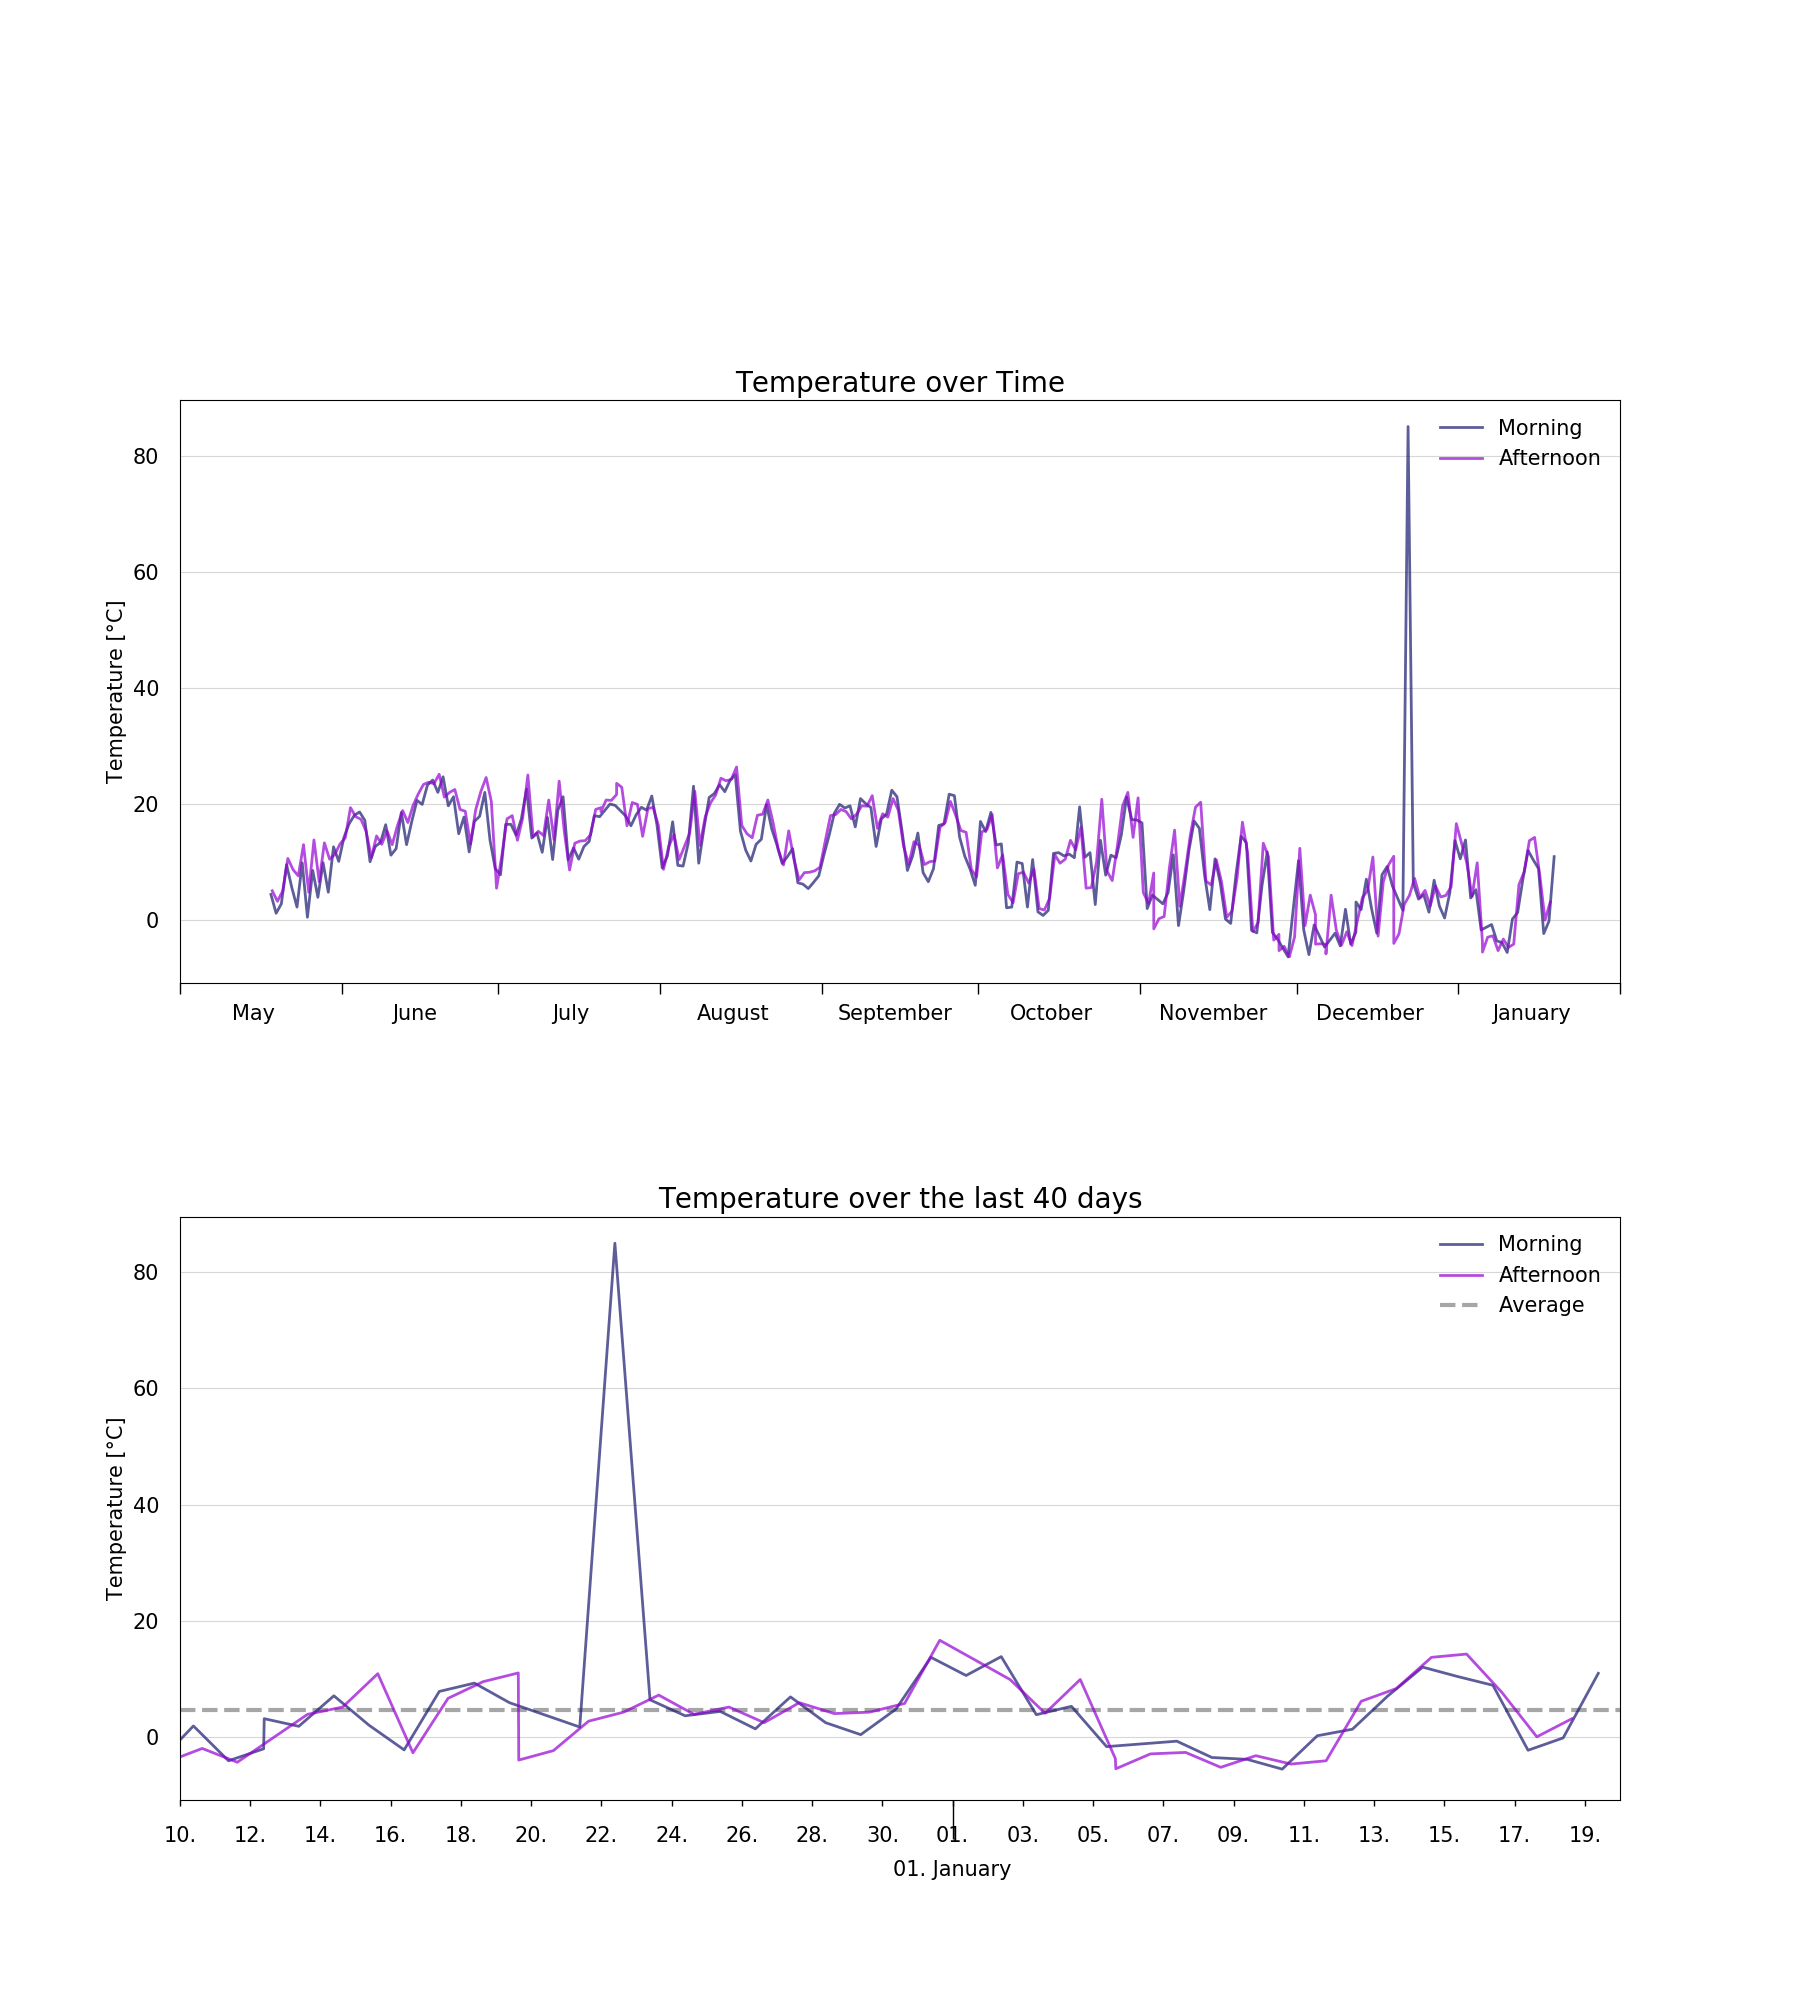 Temperature over Time
Morning
Afternoon
80
60
40
20
0
Temperature [°C]
May June July August September October November December January
Temperature over the last 40 days
Morning
Afternoon
Average
80
60
40
20
0
Temperature [°C]
10. 12. 14. 16. 18. 20. 22. 24. 26. 28. 30. 01. 03. 05. 07. 09. 11. 13. 15. 17. 19.
01. January